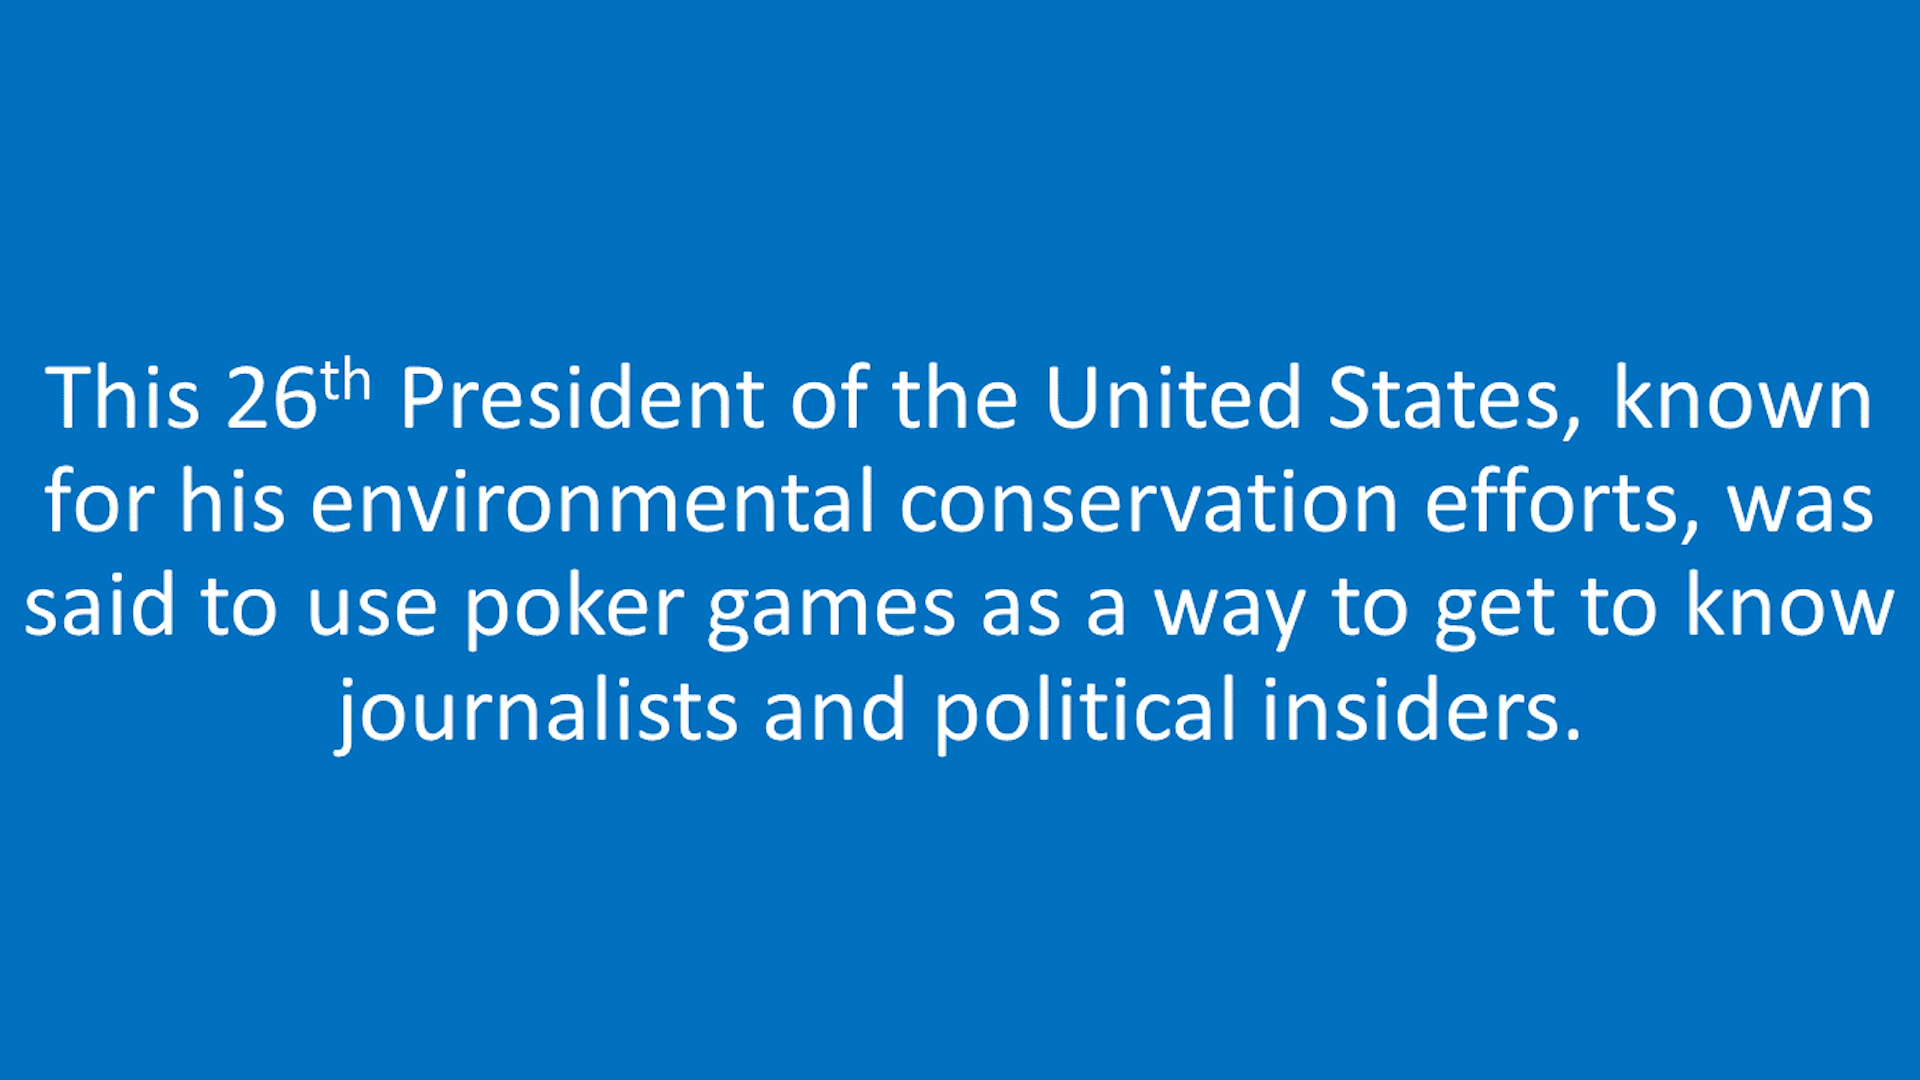 This 26th President of the United States, known
for his environmental conservation efforts, was
said to use poker games as a way to get to know
journalists and political insiders.